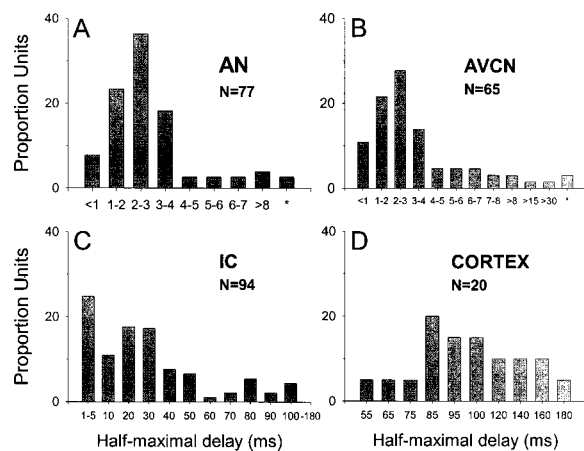 A
AN
N=77
Proportion Units
40
20
0
<1 1-2 2-3 3-4 4-5 5-6 6-7 >8 *
B
AVCN
N=65
40
20
0
<1 1-2 2-3 3-4 4-5 5-6 6-7 7-8 >8 >15 >30 *
C
IC
N=94
Proportion Units
40
20
0
1-5 10 20 30 40 50 60 70 80 90 100-180
Half-maximal delay (ms)
D
CORTEX
N=20
40
20
0
55 65 75 85 95 100 120 140 160 180
Half-maximal delay (ms)